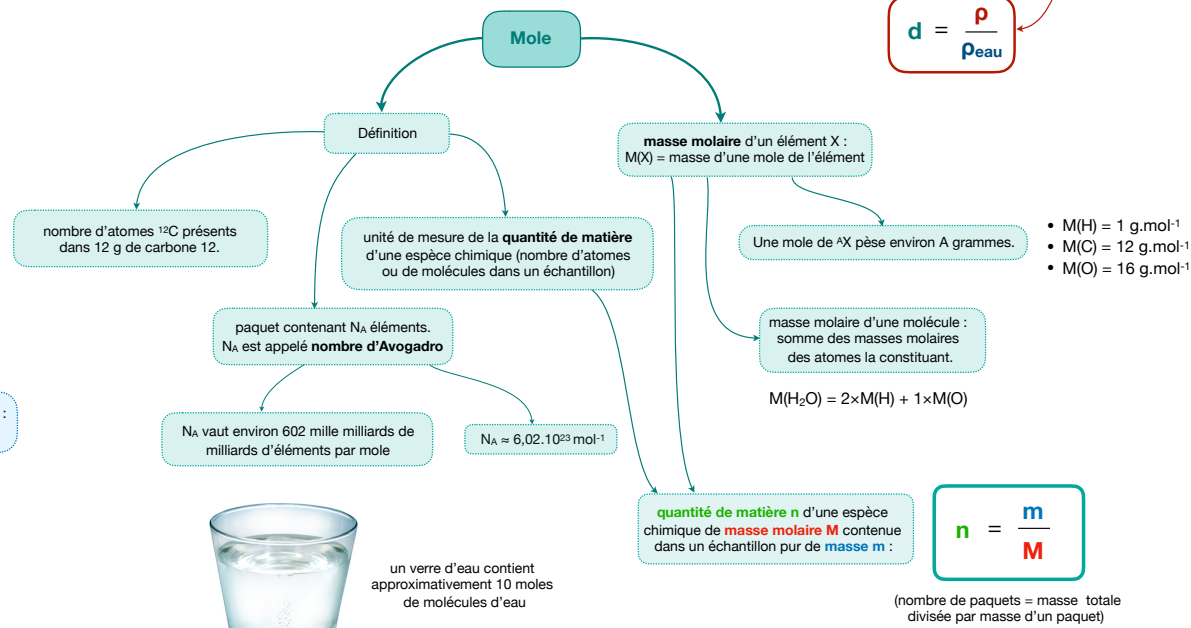 Mole
d = ρ / ρeau
Définition
masse molaire d'un élément X :
M(X) = masse d'une mole de l'élément
nombre d'atomes ¹²C présents
dans 12 g de carbone 12.
unité de mesure de la quantité de matière
d'une espèce chimique (nombre d'atomes
ou de molécules dans un échantillon)
Une mole de ᴬX pèse environ A grammes.
• M(H) = 1 g.mol⁻¹
• M(C) = 12 g.mol⁻¹
• M(O) = 16 g.mol⁻¹
paquet contenant NA éléments.
NA est appelé nombre d'Avogadro
masse molaire d'une molécule :
somme des masses molaires
des atomes la constituant.
M(H₂O) = 2×M(H) + 1×M(O)
:
NA vaut environ 602 mille milliards de
milliards d'éléments par mole
NA ≈ 6,02.10²³ mol⁻¹
quantité de matière n d'une espèce
chimique de masse molaire M contenue
dans un échantillon pur de masse m :
n = m / M
un verre d'eau contient
approximativement 10 moles
de molécules d'eau
(nombre de paquets = masse totale
divisée par masse d'un paquet)